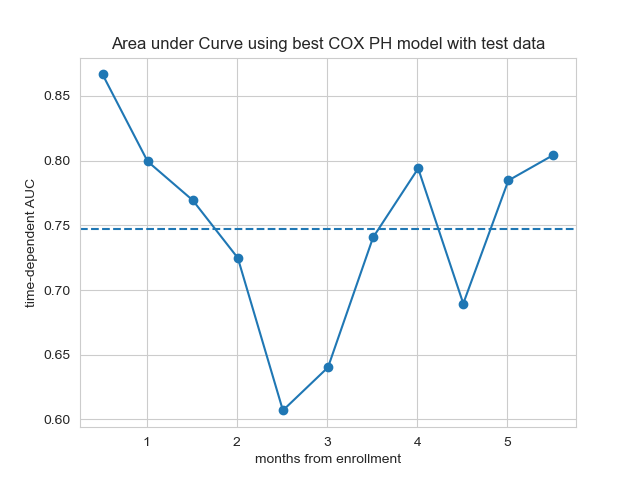 Area under Curve using best COX PH model with test data
time-dependent AUC
0.85
0.80
0.75
0.70
0.65
0.60
1 2 3 4 5
months from enrollment